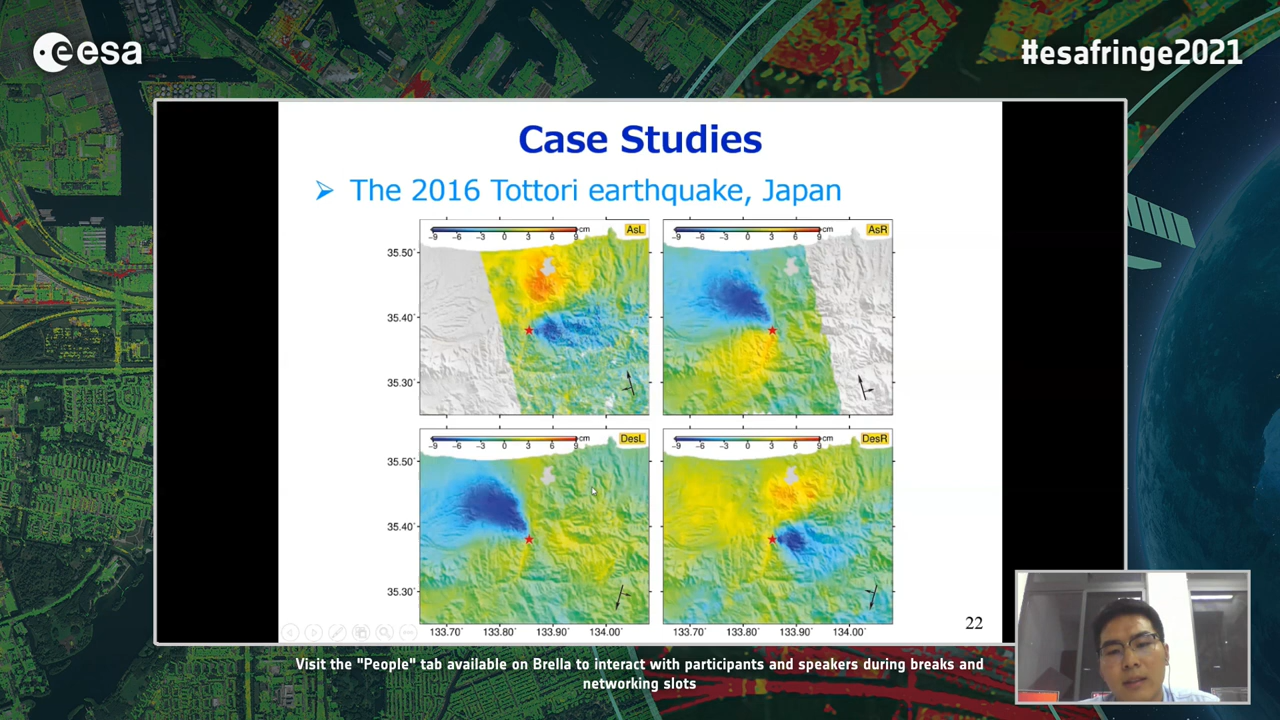 esa
#esafringe2021
Case Studies
➢ The 2016 Tottori earthquake, Japan
-9 -6 -3 0 3 6 9 cm AsL
-9 -6 -3 0 3 6 9 cm AsR
35.50°
35.40°
35.30°
-9 -6 -3 0 3 6 9 cm DesL
-9 -6 -3 0 3 6 9 cm DesR
35.50°
35.40°
35.30°
133.70° 133.80° 133.90° 134.00°
133.70° 133.80° 133.90° 134.00°
22
Visit the "People" tab available on Brella to interact with participants and speakers during breaks and
networking slots